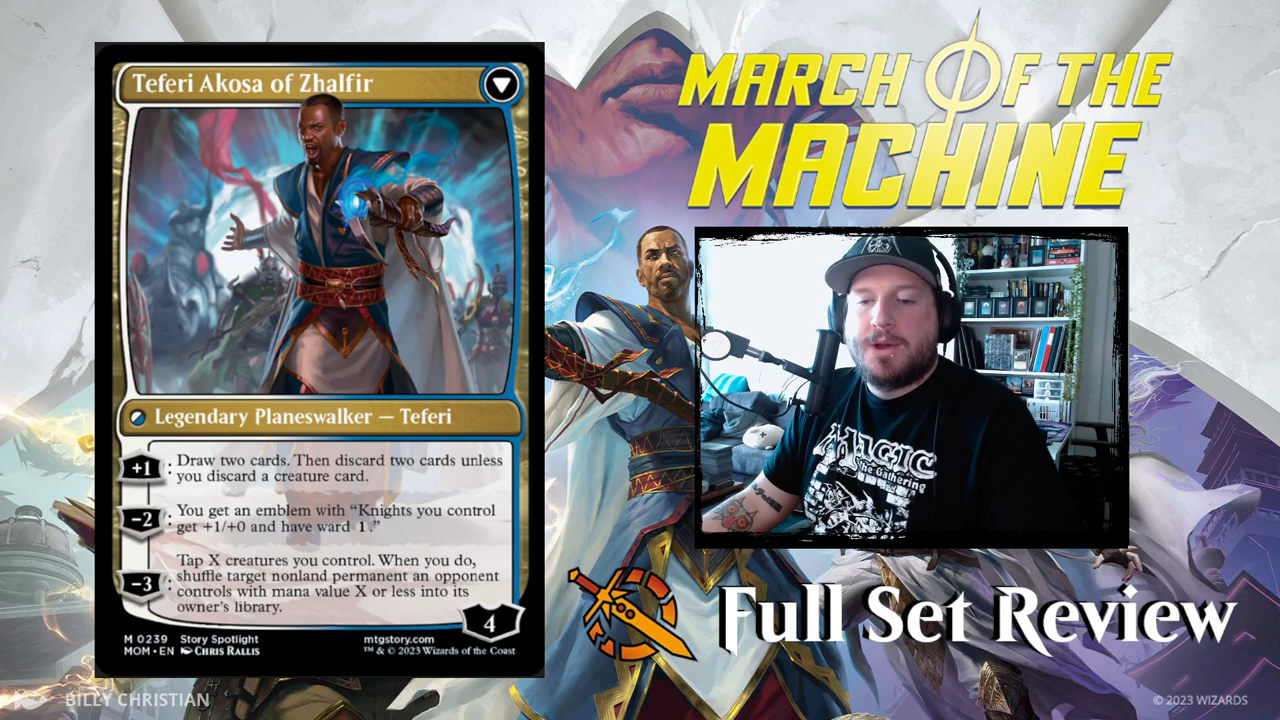 Teferi Akosa of Zhalfir
Legendary Planeswalker — Teferi
+1 : Draw two cards. Then discard two cards unless
you discard a creature card.
−2 : You get an emblem with “Knights you control
get +1/+0 and have ward 1.”
Tap X creatures you control. When you do,
−3 : shuffle target nonland permanent an opponent
controls with mana value X or less into its
owner’s library.
4
M 0239 Story Spotlight mtgstory.com
MOM • EN CHRIS RALLIS ™ & © 2023 Wizards of the Coast
MARCH OF THE
MACHINE
MAGIC
The Gathering
Full Set Review
BILLY CHRISTIAN
© 2023 WIZARDS